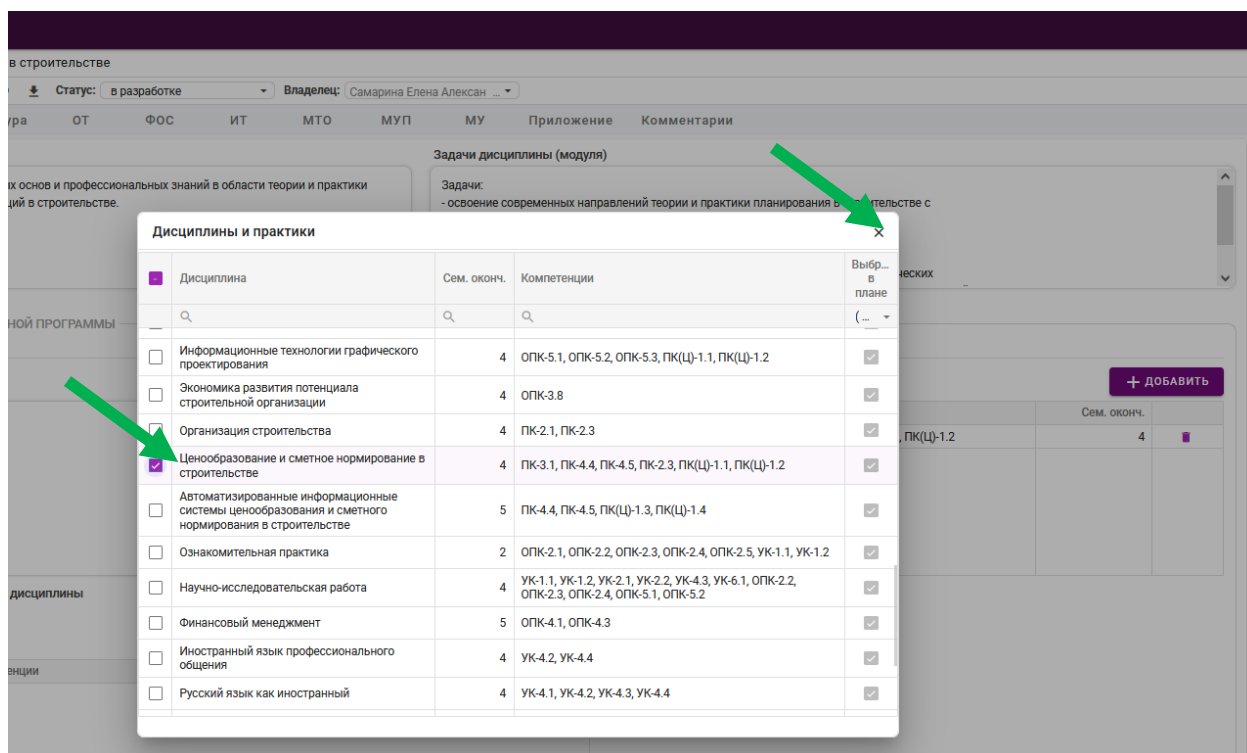 в строительстве
Статус: в разработке Владелец: Самарина Елена Алексан ...
ура ОТ ФОС ИТ МТО МУП МУ Приложение Комментарии
Задачи дисциплины (модуля)
их основ и профессиональных знаний в области теории и практики
ций в строительстве.
Задачи:
- освоение современных направлений теории и практики планирования в строительстве с
ческих
НОЙ ПРОГРАММЫ
ДОБАВИТЬ
Сем. оконч.
, ПК(Ц)-1.2 4
дисциплины
енции
Дисциплины и практики
Дисциплина Сем. оконч. Компетенции Выбр... в плане
(...
Информационные технологии графического
проектирования 4 ОПК-5.1, ОПК-5.2, ОПК-5.3, ПК(Ц)-1.1, ПК(Ц)-1.2
Экономика развития потенциала
строительной организации 4 ОПК-3.8
Организация строительства 4 ПК-2.1, ПК-2.3
Ценообразование и сметное нормирование в
строительстве 4 ПК-3.1, ПК-4.4, ПК-4.5, ПК-2.3, ПК(Ц)-1.1, ПК(Ц)-1.2
Автоматизированные информационные
системы ценообразования и сметного
нормирования в строительстве 5 ПК-4.4, ПК-4.5, ПК(Ц)-1.3, ПК(Ц)-1.4
Ознакомительная практика 2 ОПК-2.1, ОПК-2.2, ОПК-2.3, ОПК-2.4, ОПК-2.5, УК-1.1, УК-1.2
Научно-исследовательская работа 4 УК-1.1, УК-1.2, УК-2.1, УК-2.2, УК-4.3, УК-6.1, ОПК-2.2,
ОПК-2.3, ОПК-2.4, ОПК-5.1, ОПК-5.2
Финансовый менеджмент 5 ОПК-4.1, ОПК-4.3
Иностранный язык профессионального
общения 4 УК-4.2, УК-4.4
Русский язык как иностранный 4 УК-4.1, УК-4.2, УК-4.3, УК-4.4